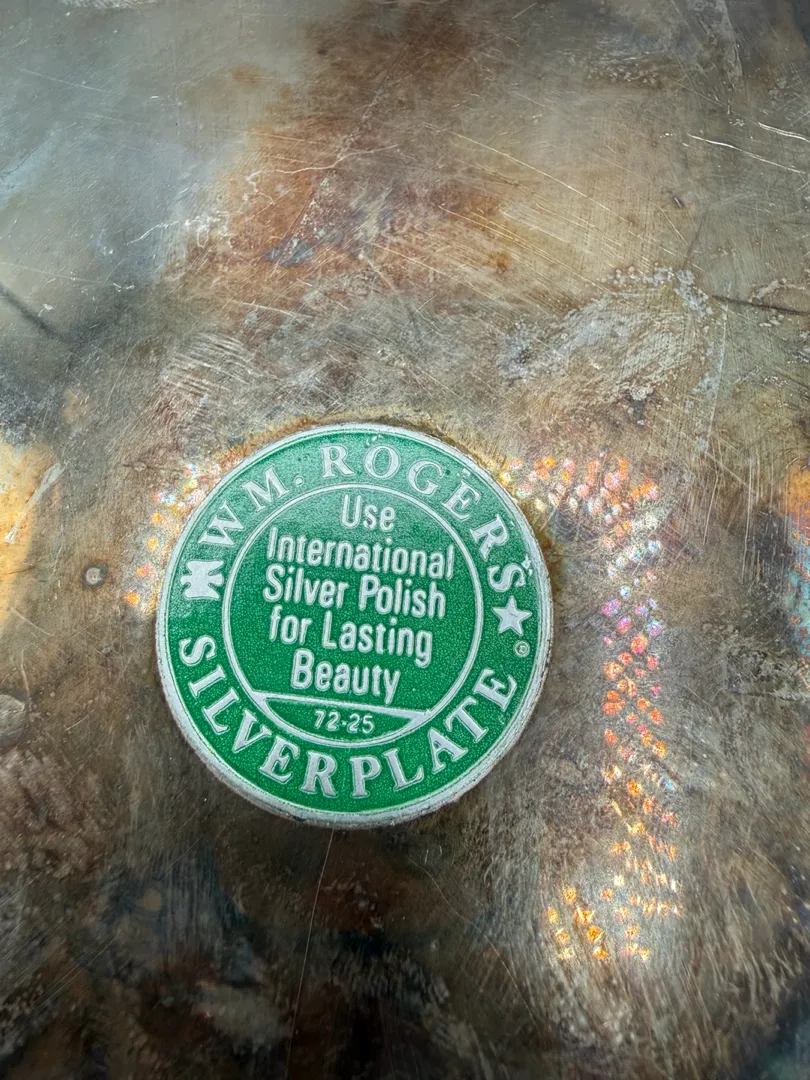 WM. ROGERS
Use
International
Silver Polish
for Lasting
Beauty
72-25
SILVERPLATE
®